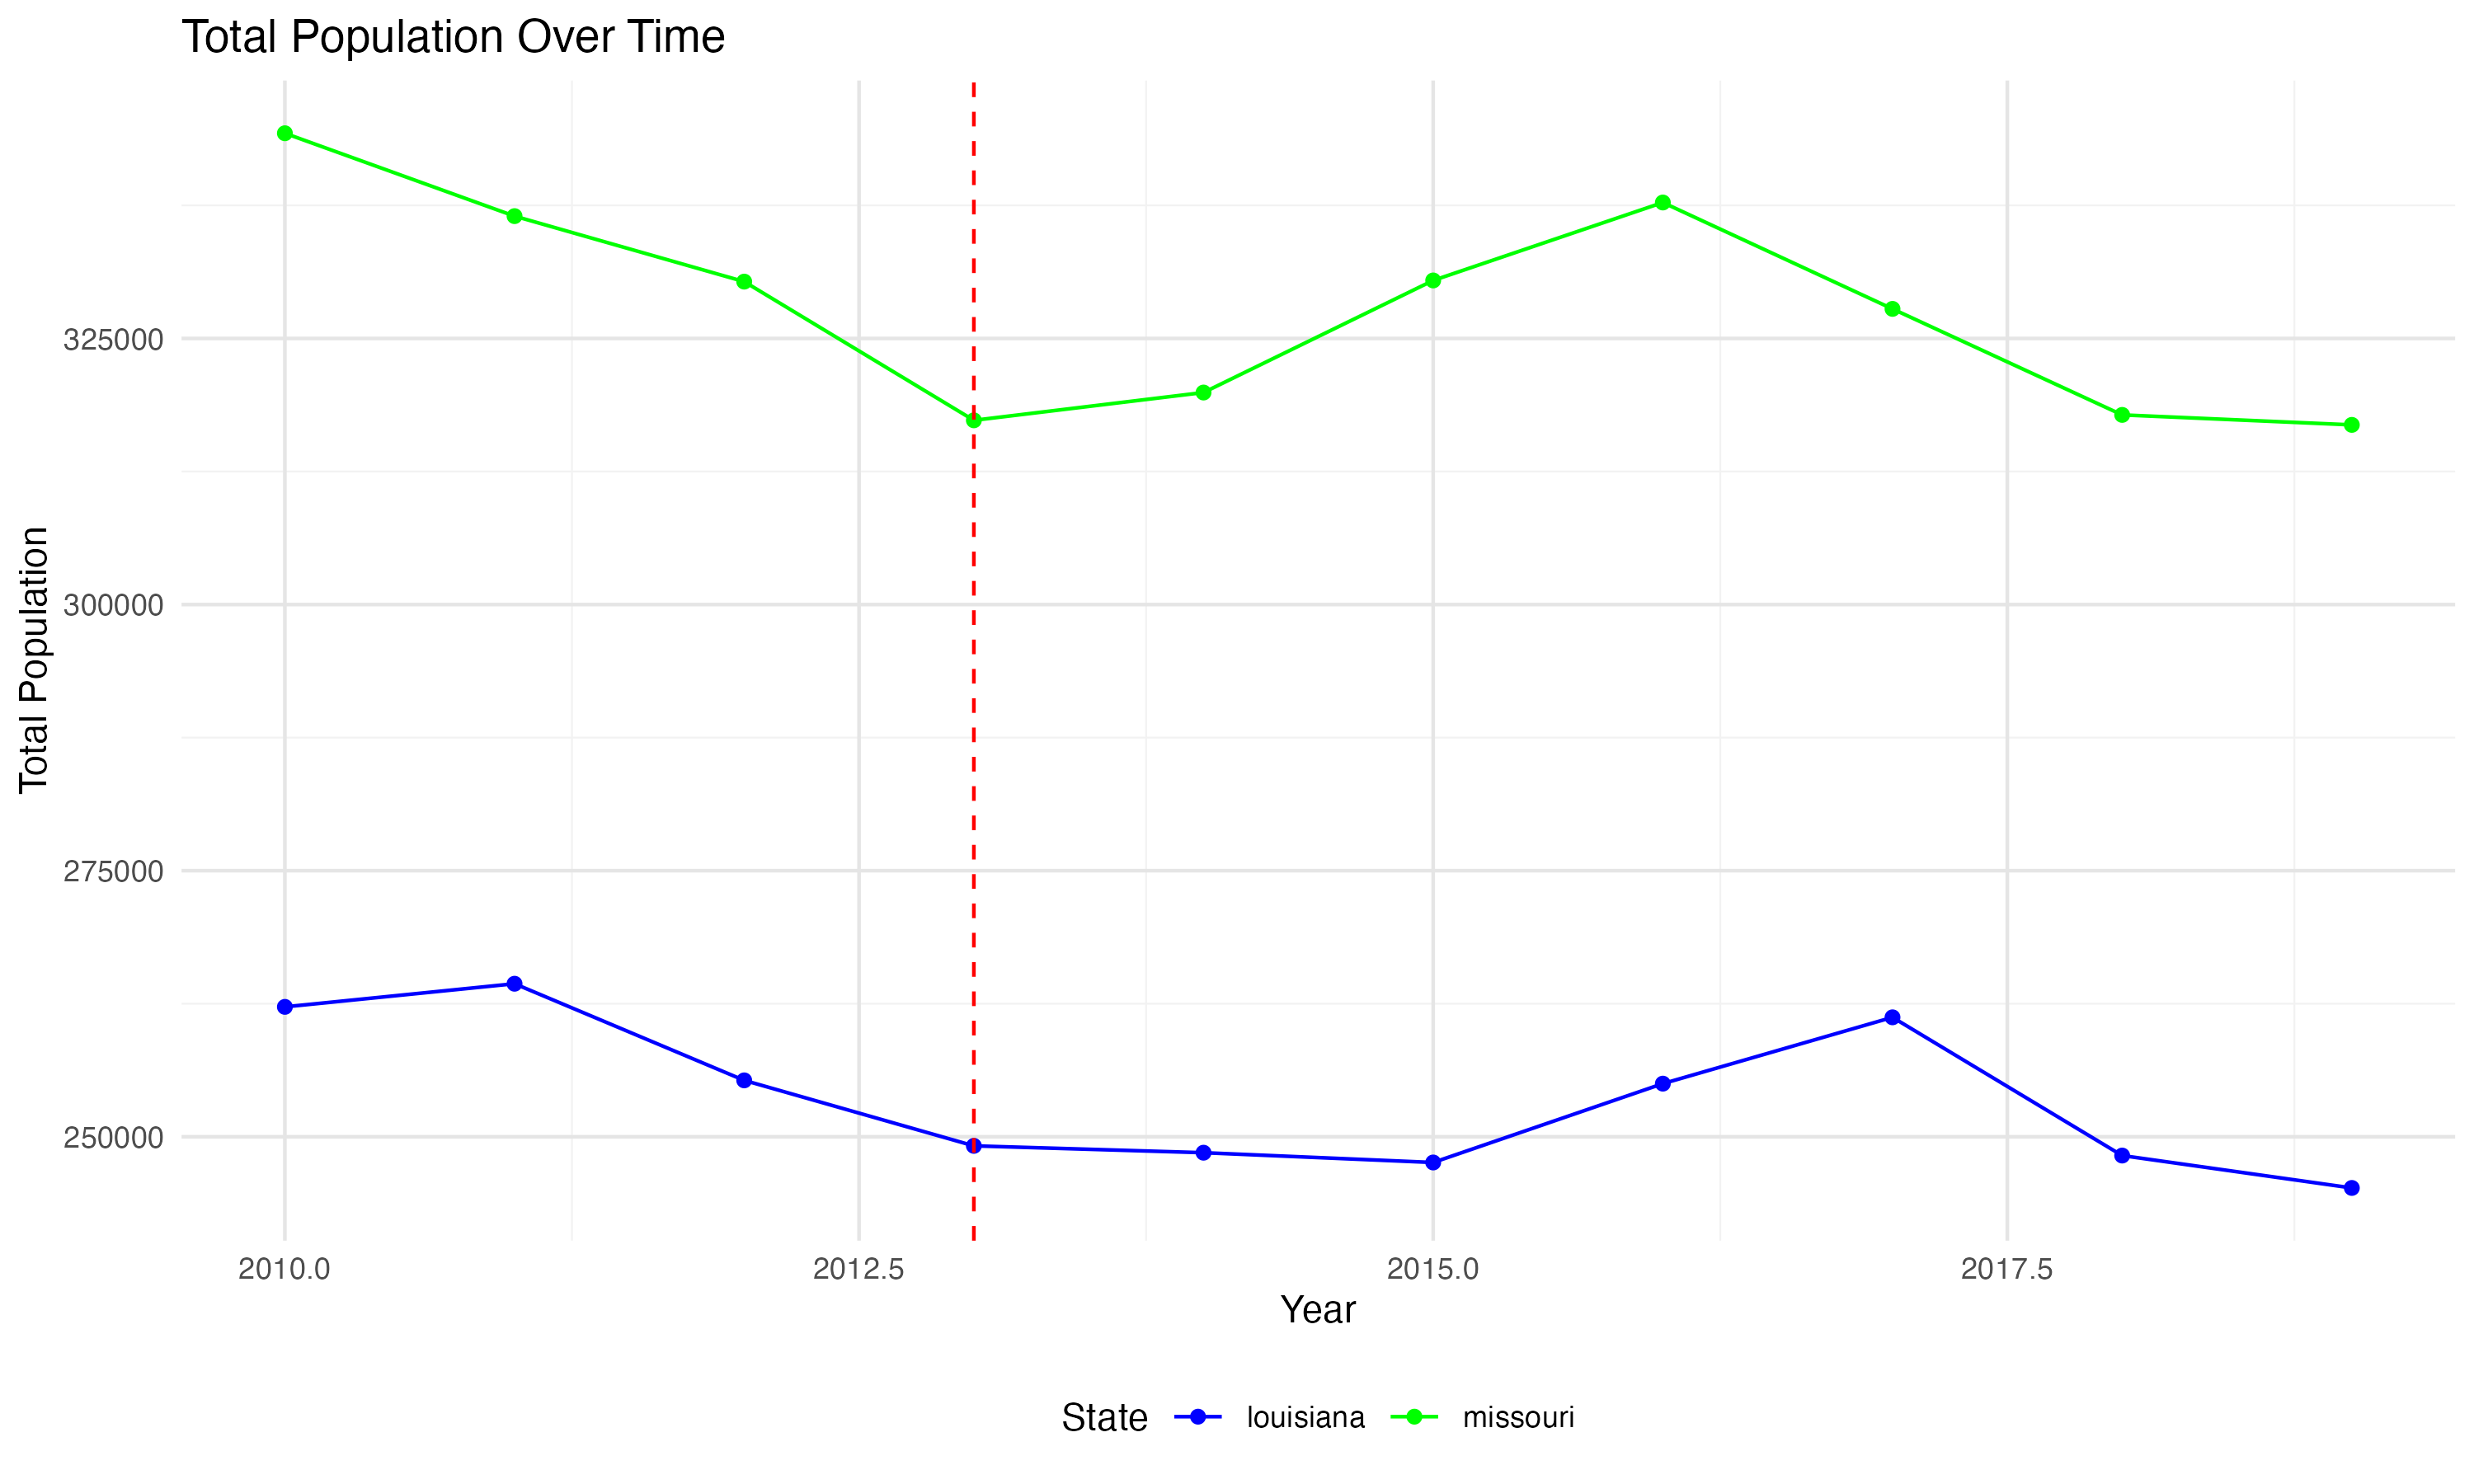 Total Population Over Time
Total Population
325000
300000
275000
250000
2010.0 2012.5 2015.0 2017.5
Year
State louisiana missouri